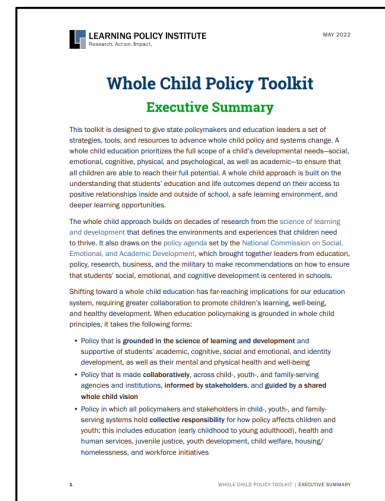 LEARNING POLICY INSTITUTE
Research. Action. Impact.
MAY 2022
Whole Child Policy Toolkit
Executive Summary
This toolkit is designed to give state policymakers and education leaders a set of
strategies, tools, and resources to advance whole child policy and systems change. A
whole child education prioritizes the full scope of a child's developmental needs—social,
emotional, cognitive, physical, and psychological, as well as academic—to ensure that
all children are able to reach their full potential. A whole child approach is built on the
understanding that students' education and life outcomes depend on their access to
positive relationships inside and outside of school, a safe learning environment, and
deeper learning opportunities.
The whole child approach builds on decades of research from the science of learning
and development that defines the environments and experiences that children need
to thrive. It also draws on the policy agenda set by the National Commission on Social,
Emotional, and Academic Development, which brought together leaders from education,
policy, research, business, and the military to make recommendations on how to ensure
that students' social, emotional, and cognitive development is centered in schools.
Shifting toward a whole child education has far-reaching implications for our education
system, requiring greater collaboration to promote children's learning, well-being,
and healthy development. When education policymaking is grounded in whole child
principles, it takes the following forms:
• Policy that is grounded in the science of learning and development and
supportive of students' academic, cognitive, social and emotional, and identity
development, as well as their mental and physical health and well-being
• Policy that is made collaboratively, across child-, youth-, and family-serving
agencies and institutions, informed by stakeholders, and guided by a shared
whole child vision
• Policy in which all policymakers and stakeholders in child-, youth-, and family-
serving systems hold collective responsibility for how policy affects children and
youth; this includes education (early childhood to young adulthood), health and
human services, juvenile justice, youth development, child welfare, housing/
homelessness, and workforce initiatives
1
WHOLE CHILD POLICY TOOLKIT | EXECUTIVE SUMMARY